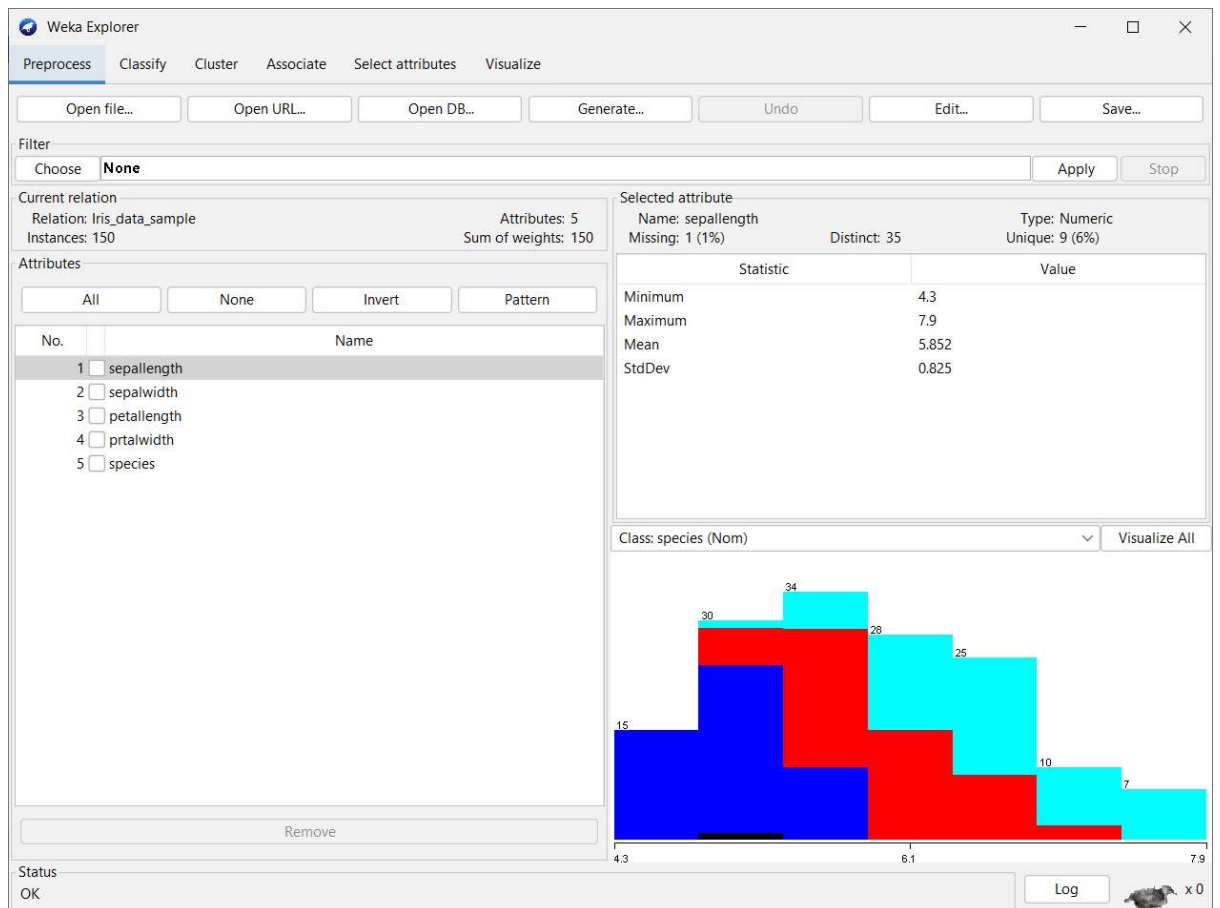 Weka Explorer
Preprocess Classify Cluster Associate Select attributes Visualize
Open file... Open URL... Open DB... Generate... Undo Edit... Save...
Filter
Choose None Apply Stop
Current relation
Relation: Iris_data_sample Attributes: 5
Instances: 150 Sum of weights: 150
Attributes
All None Invert Pattern
No. Name
1 sepallength
2 sepalwidth
3 petallength
4 prtalwidth
5 species
Remove
Selected attribute
Name: sepallength Type: Numeric
Missing: 1 (1%) Distinct: 35 Unique: 9 (6%)
Statistic Value
Minimum 4.3
Maximum 7.9
Mean 5.852
StdDev 0.825
Class: species (Nom) Visualize All
34
30
28
25
15
10
7
4.3 6.1 7.9
Status
OK Log x 0